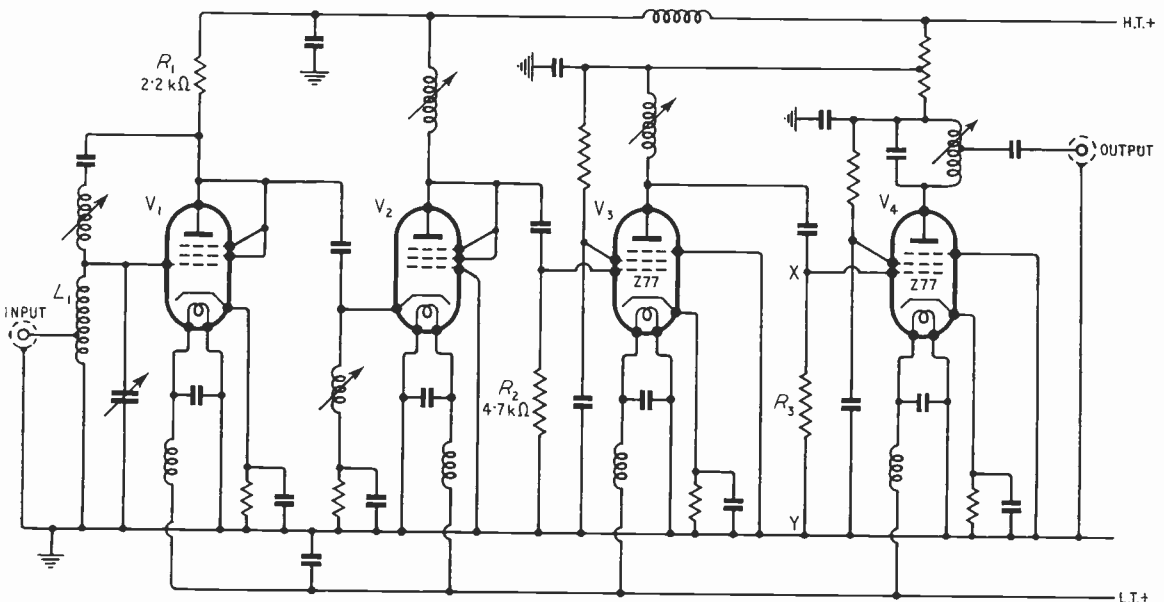 H.T.+
R1
2·2 kΩ
OUTPUT
V1
V2
V3
V4
X
Z77
Z77
L1
INPUT
R2
4·7 kΩ
R3
Y
L.T.+